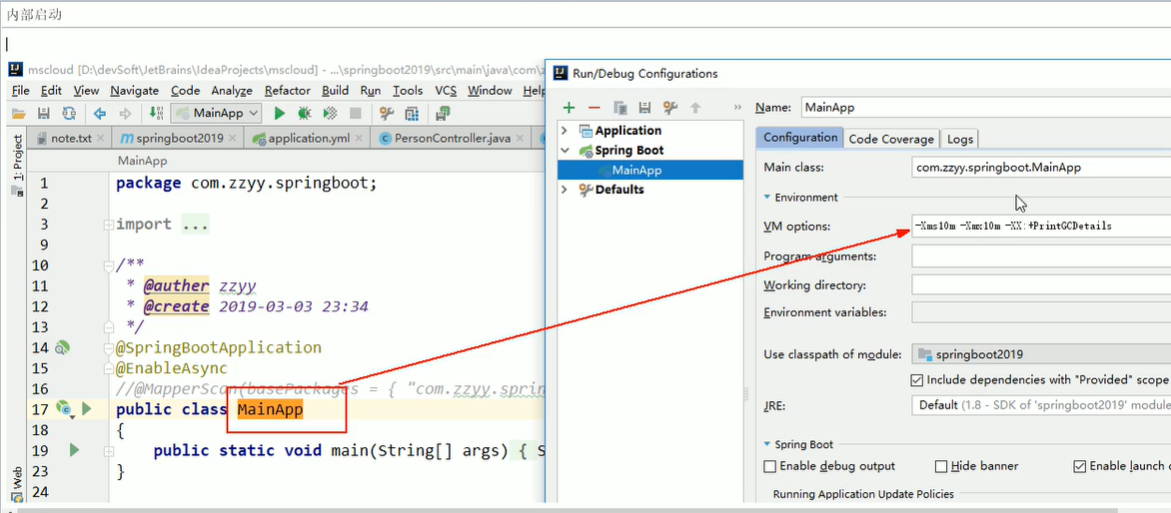 内部启动
mscloud [D:\devSoft\JetBrains\IdeaProjects\mscloud] - ...\springboot2019\src\main\java\com\z
File Edit View Navigate Code Analyze Refactor Build Run Tools VCS Window Help
MainApp
note.txt springboot2019 application.yml PersonController.java
MainApp
1: Project
Web
1 package com.zzyy.springboot;
2
3 import ...
9
10 /**
11 * @auther zzyy
12 * @create 2019-03-03 23:34
13 */
14 @SpringBootApplication
15 @EnableAsync
16 //@MapperScan(basePackages = { "com.zzyy.sprin
17 public class MainApp
18 {
19 public static void main(String[] args) { S
23 }
24
Run/Debug Configurations
Application
Spring Boot
MainApp
Defaults
Name: MainApp
Configuration Code Coverage Logs
Main class: com.zzyy.springboot.MainApp
Environment
VM options: -Xms10m -Xmx10m -XX:+PrintGCDetails
Program arguments:
Working directory:
Environment variables:
Use classpath of module: springboot2019
Include dependencies with "Provided" scope
JRE: Default (1.8 - SDK of 'springboot2019' module
Spring Boot
Enable debug output Hide banner Enable launch
Running Application Update Policies